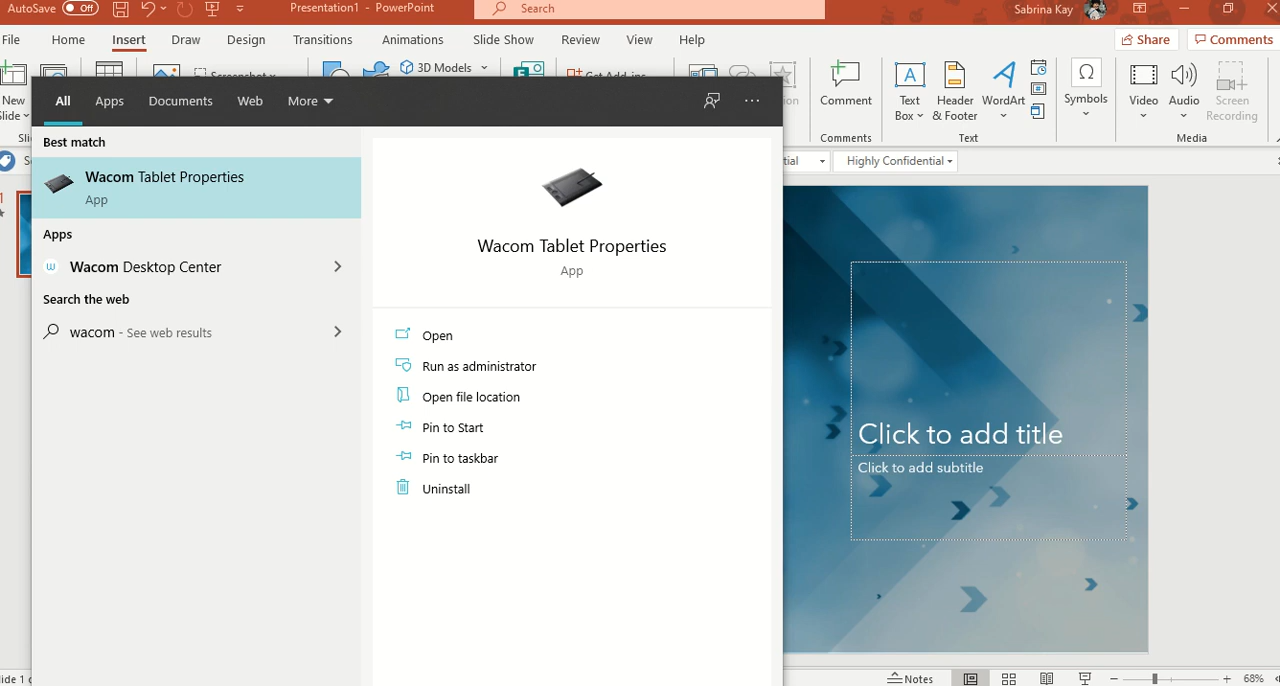 AutoSave Off Presentation1 - PowerPoint Search Sabrina Kay
File Home Insert Draw Design Transitions Animations Slide Show Review View Help Share Comments
3D Models
New
Slide
Comment
Text
Box
Header
& Footer
WordArt
Symbols
Video
Audio
Screen
Recording
Comments Text Media
Highly Confidential
All Apps Documents Web More
Best match
Wacom Tablet Properties
App
Apps
Wacom Desktop Center
Search the web
wacom - See web results
Wacom Tablet Properties
App
Open
Run as administrator
Open file location
Pin to Start
Pin to taskbar
Uninstall
1
Click to add title
Click to add subtitle
Notes 68%